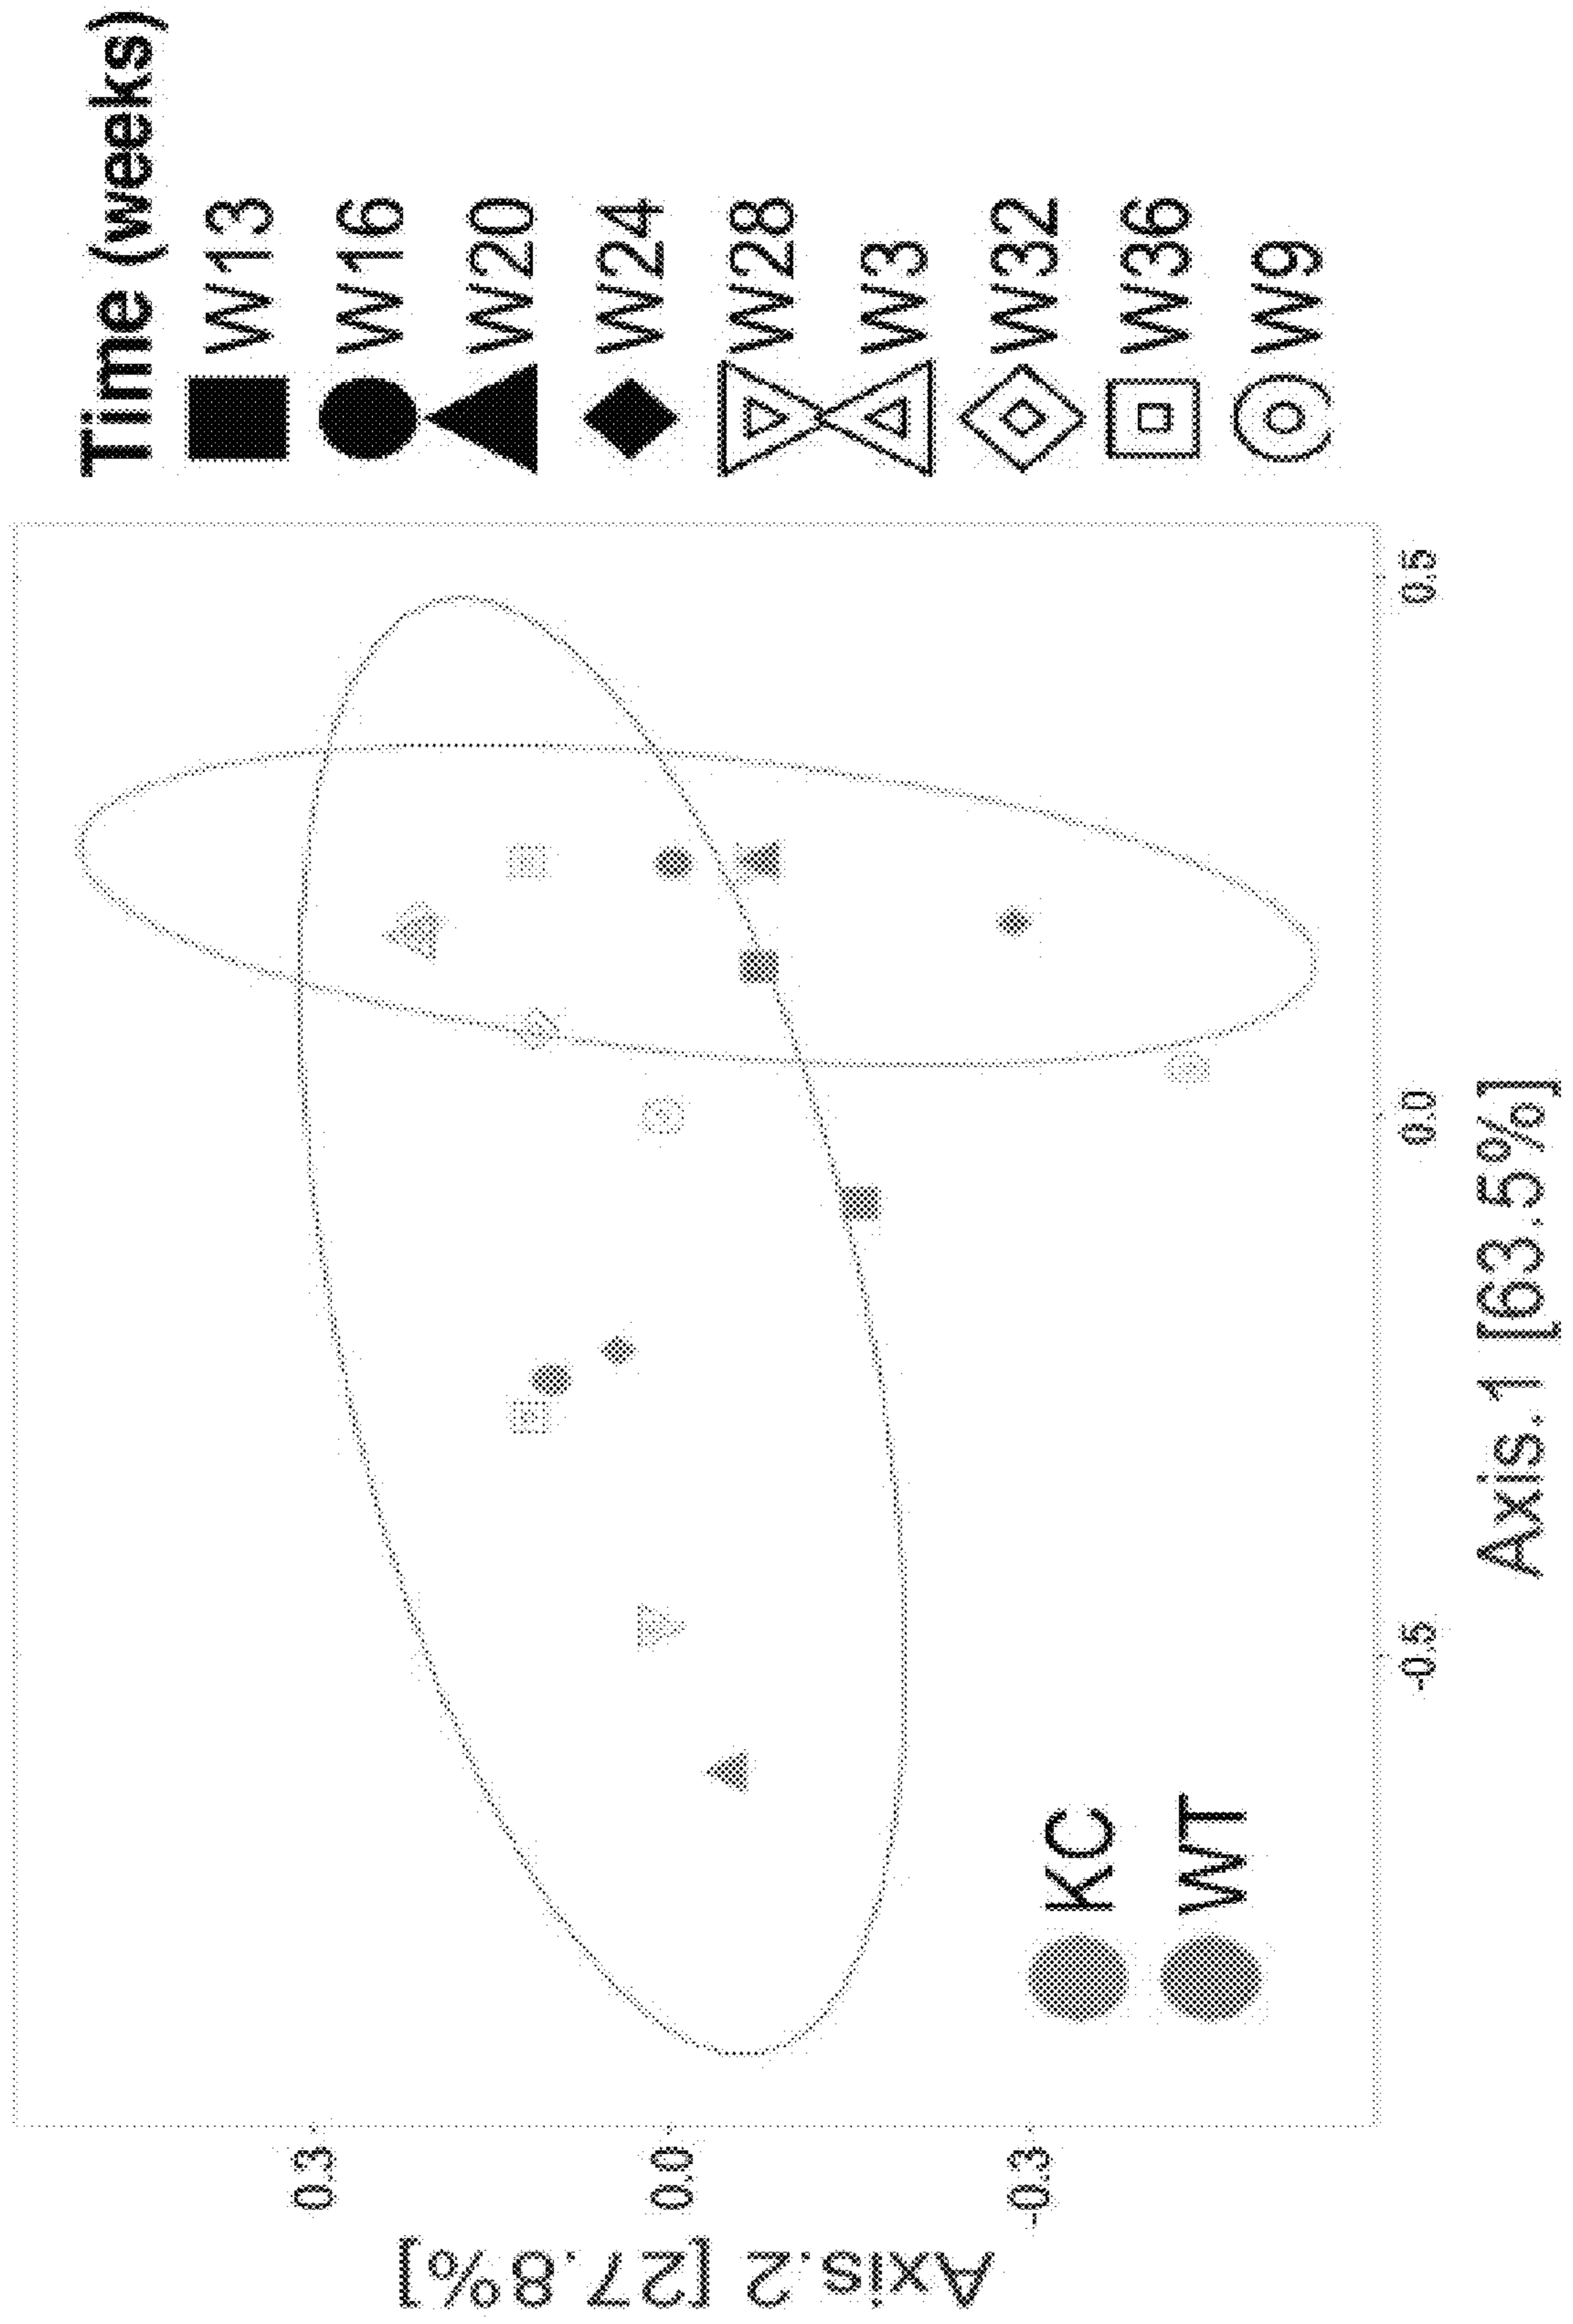 Axis.2 [27.8%]
0.3
0.0
-0.3
KC
WT
-0.5
0.0
0.5
Axis.1 [63.5%]
Time (weeks)
W13
W16
W20
W24
W28
W3
W32
W36
W9